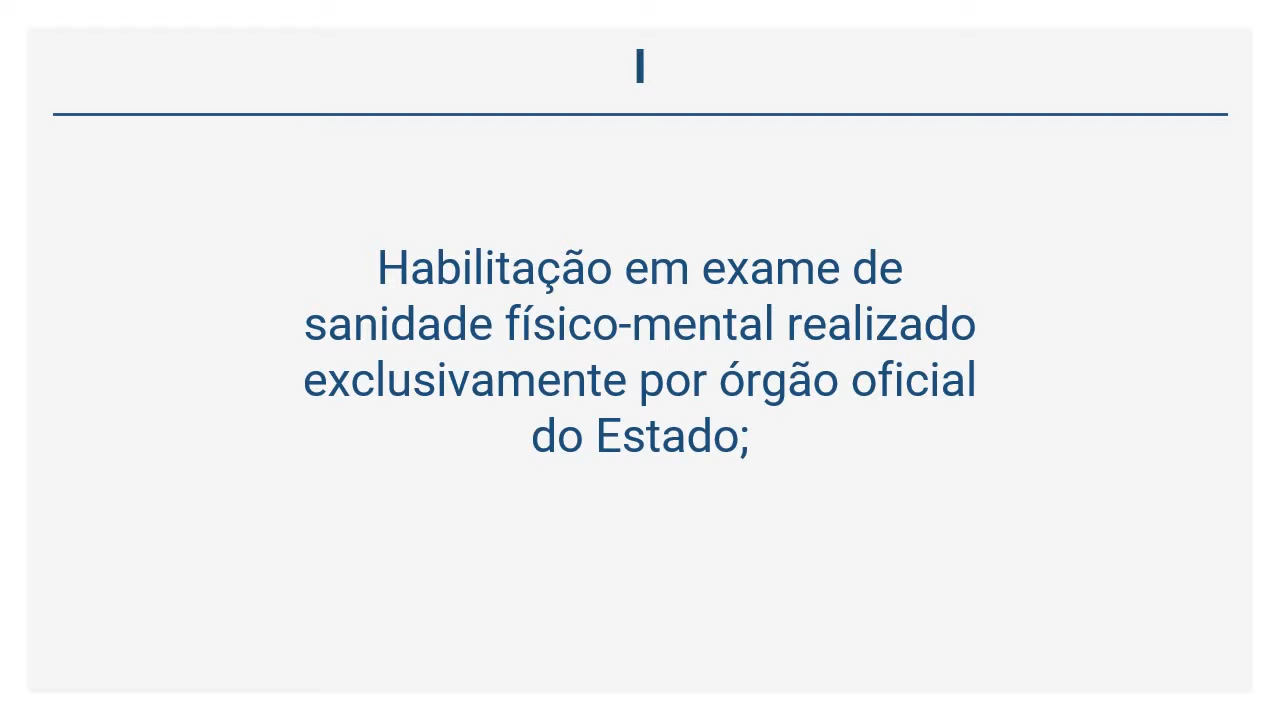 I
Habilitação em exame de
sanidade físico-mental realizado
exclusivamente por órgão oficial
do Estado;